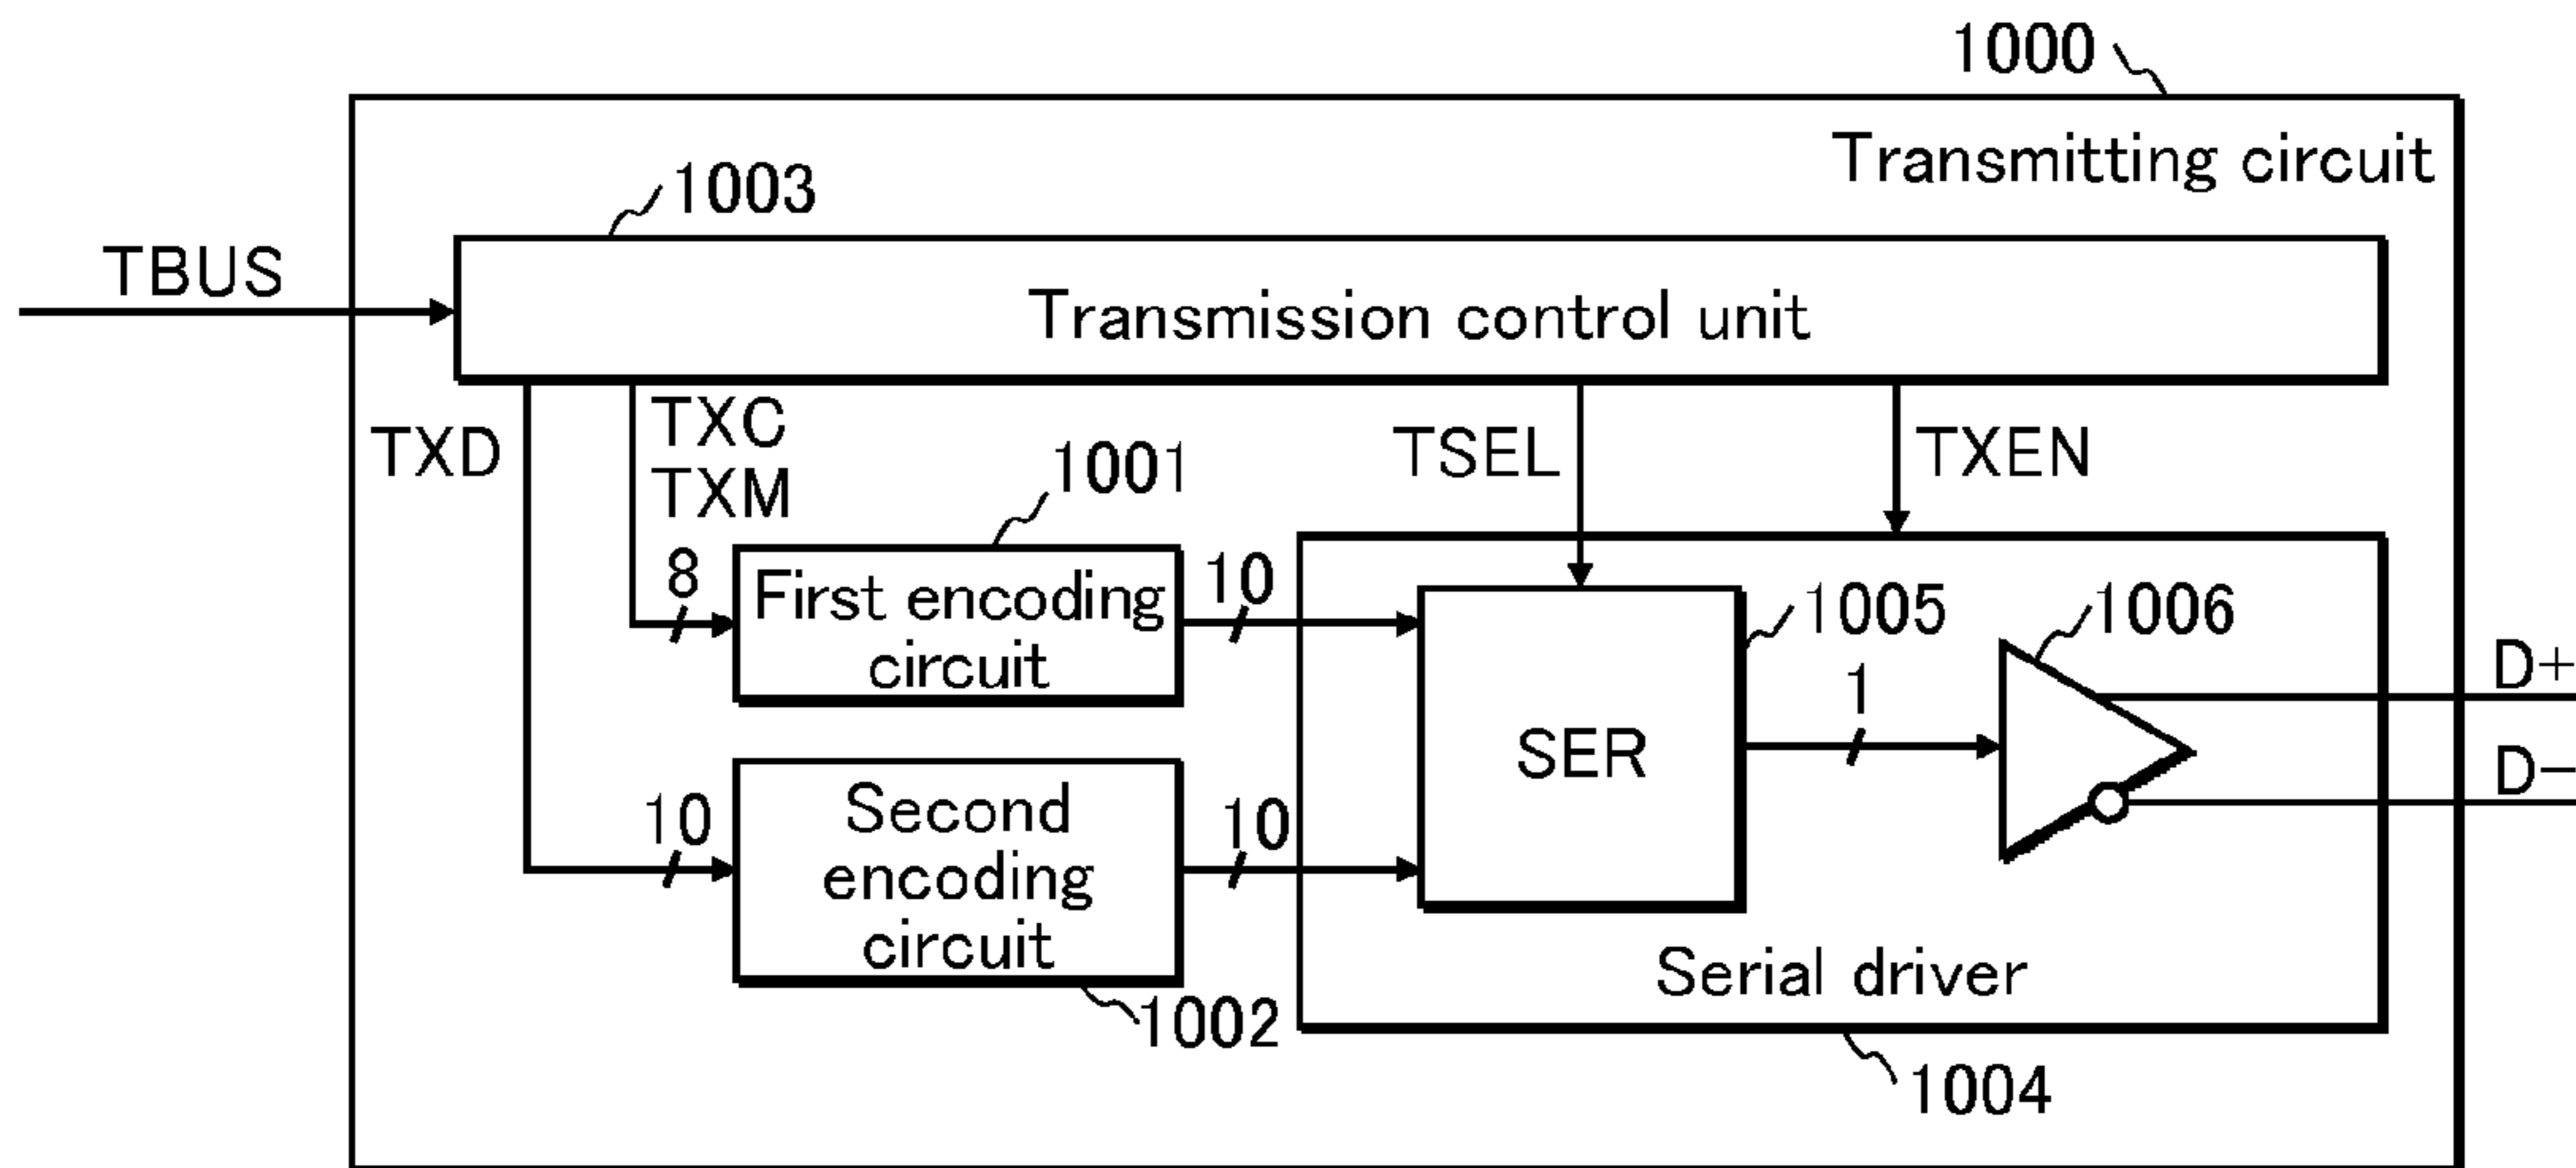 1000
Transmitting circuit
1003
TBUS
Transmission control unit
TXD
TXC
TXM
TSEL
TXEN
1001
8
First encoding
circuit
10
1005
1006
D+
1
SER
D−
10
Second
encoding
circuit
10
Serial driver
1002
1004